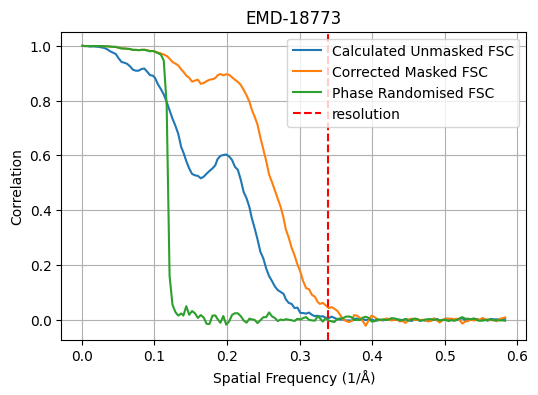 EMD-18773
Calculated Unmasked FSC
Corrected Masked FSC
Phase Randomised FSC
resolution
Correlation
1.0
0.8
0.6
0.4
0.2
0.0
0.0 0.1 0.2 0.3 0.4 0.5 0.6
Spatial Frequency (1/Å)